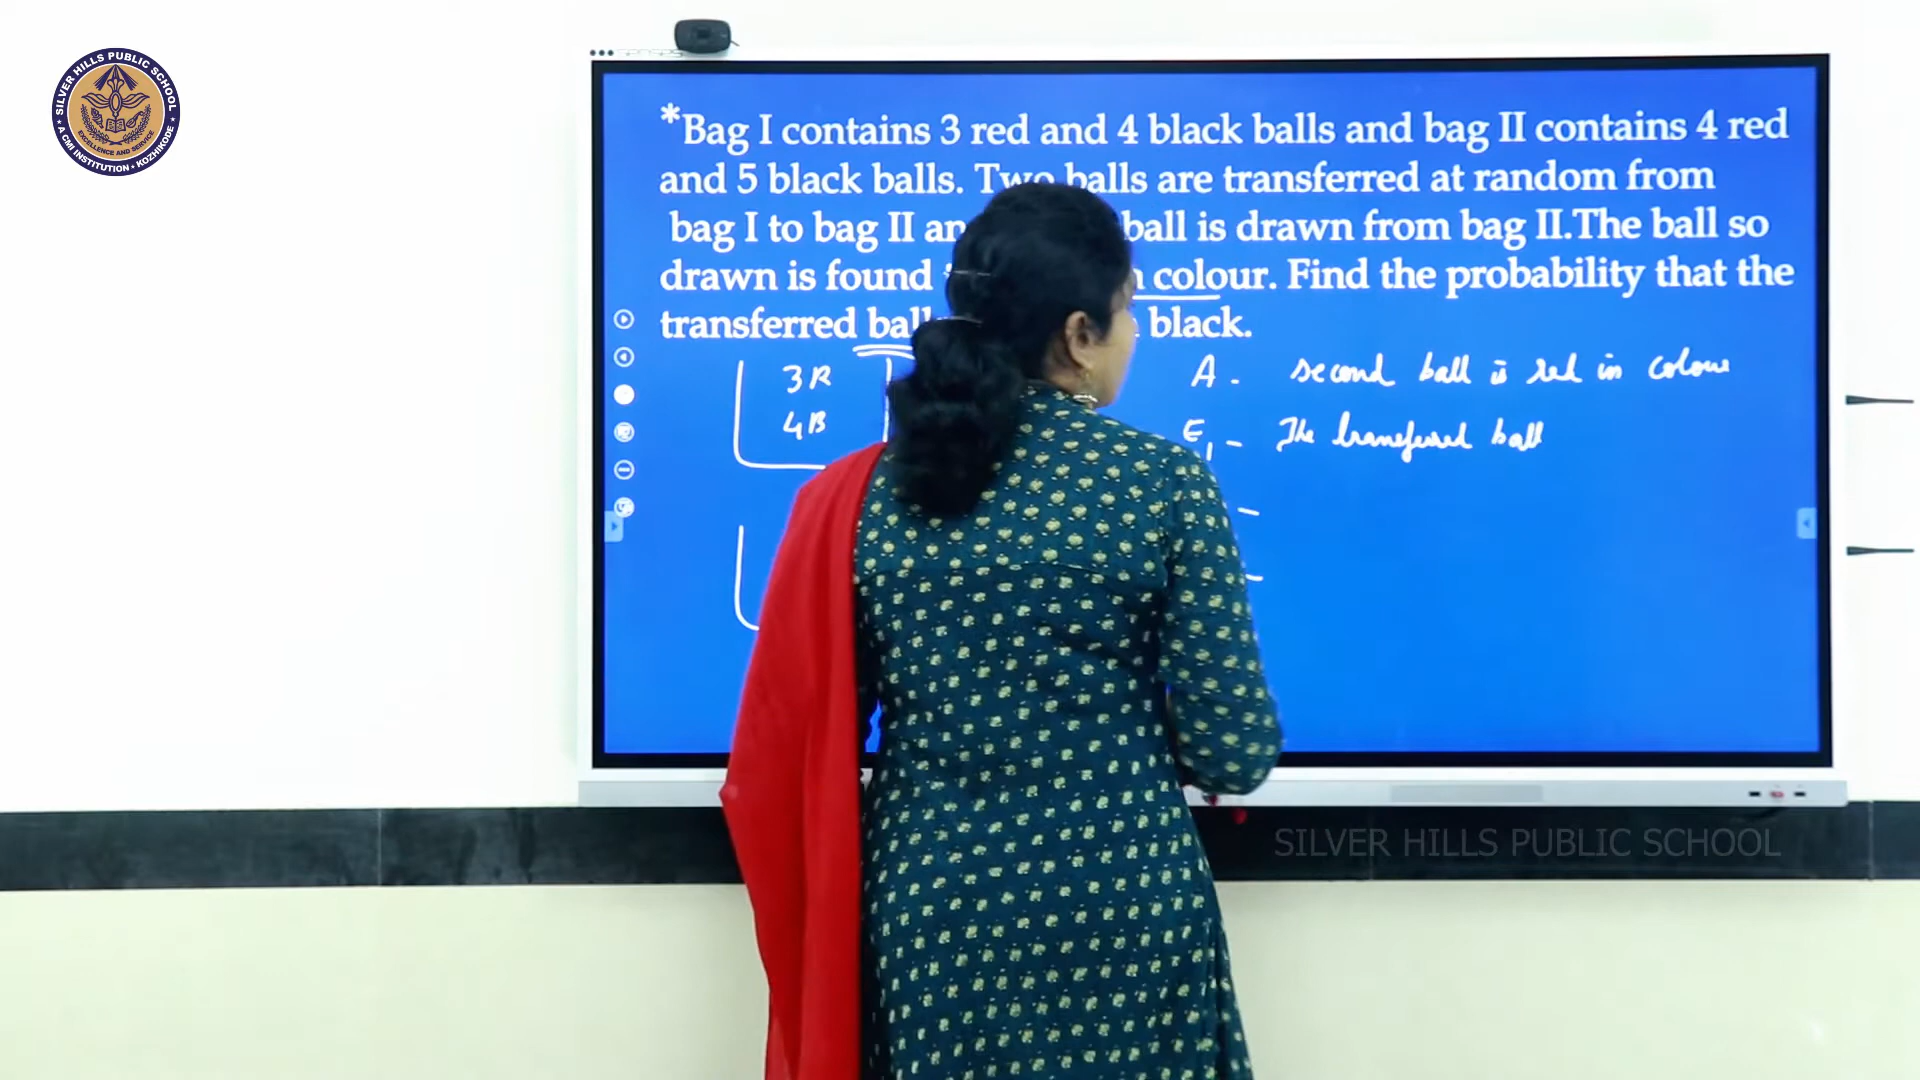 SILVER HILLS PUBLIC SCHOOL
EXCELLENCE AND SERVICE
★ A CMI INSTITUTION • KOZHIKODE ★
*Bag I contains 3 red and 4 black balls and bag II contains 4 red
and 5 black balls. Two balls are transferred at random from
bag I to bag II an ball is drawn from bag II.The ball so
drawn is found colour. Find the probability that the
transferred ball black.
3R
4B
A - second ball is red in colour
E1 - The transferred ball
-
-
SILVER HILLS PUBLIC SCHOOL